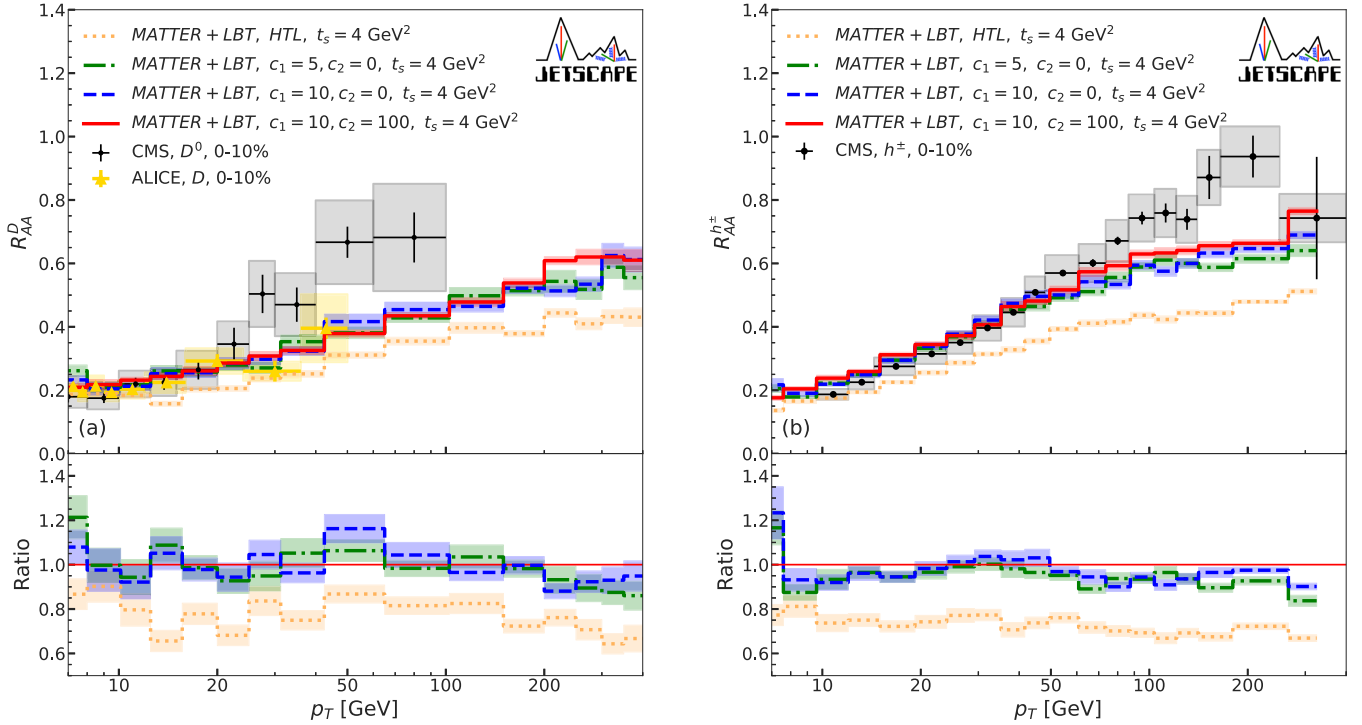 MATTER + LBT, HTL, t_s = 4 GeV²
MATTER + LBT, c₁ = 5, c₂ = 0, t_s = 4 GeV²
MATTER + LBT, c₁ = 10, c₂ = 0, t_s = 4 GeV²
MATTER + LBT, c₁ = 10, c₂ = 100, t_s = 4 GeV²
CMS, D⁰, 0-10%
ALICE, D, 0-10%
JETSCAPE
R_AA^D
1.4
1.2
1.0
0.8
0.6
0.4
0.2
0.0
(a)
Ratio
1.4
1.2
1.0
0.8
0.6
10
20
50
100
200
p_T [GeV]
MATTER + LBT, HTL, t_s = 4 GeV²
MATTER + LBT, c₁ = 5, c₂ = 0, t_s = 4 GeV²
MATTER + LBT, c₁ = 10, c₂ = 0, t_s = 4 GeV²
MATTER + LBT, c₁ = 10, c₂ = 100, t_s = 4 GeV²
CMS, h±, 0-10%
JETSCAPE
R_AA^h±
1.4
1.2
1.0
0.8
0.6
0.4
0.2
0.0
(b)
Ratio
1.4
1.2
1.0
0.8
0.6
10
20
50
100
200
p_T [GeV]